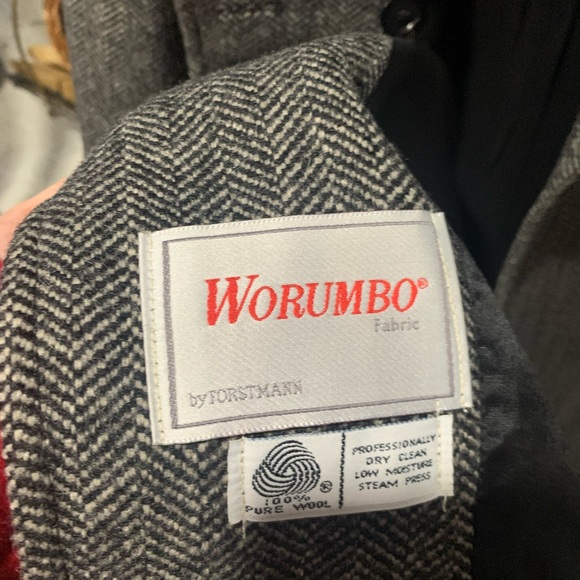 WORUMBO®
Fabric
by FORSTMANN
®
100%
PURE WOOL
PROFESSIONALLY
DRY CLEAN
LOW MOISTURE
STEAM PRESS